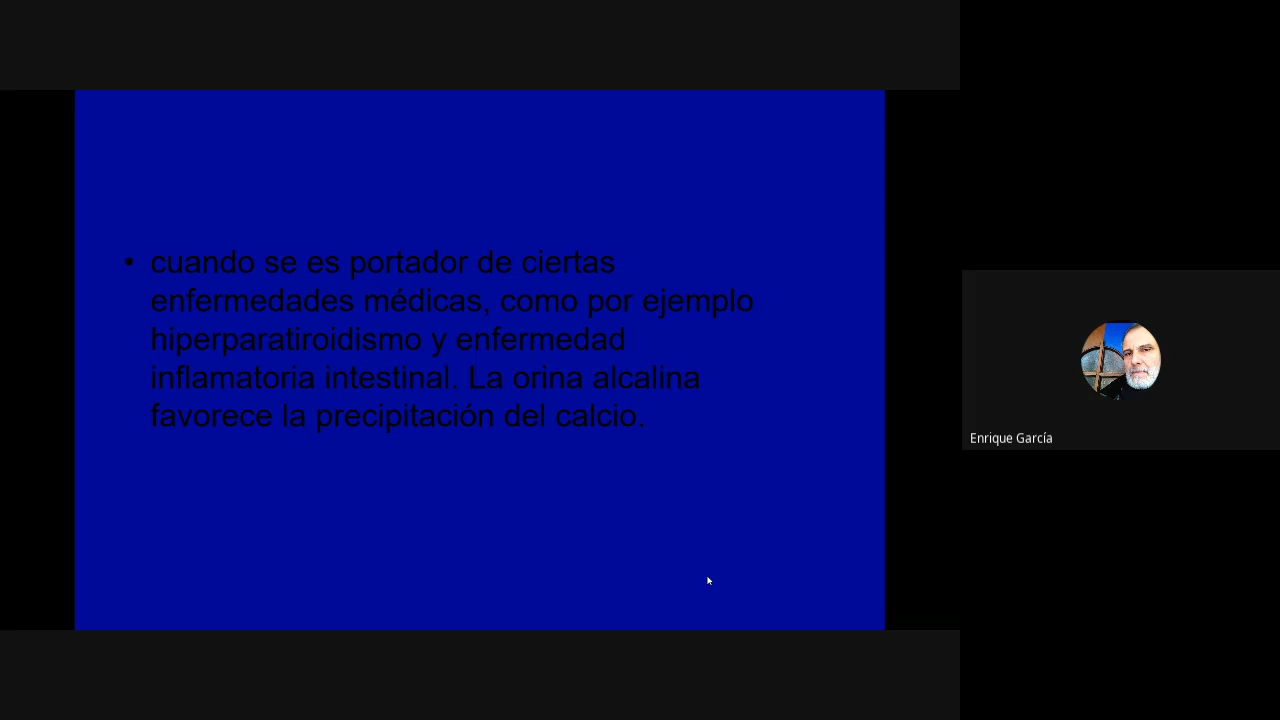 • cuando se es portador de ciertas
enfermedades médicas, como por ejemplo
hiperparatiroidismo y enfermedad
inflamatoria intestinal. La orina alcalina
favorece la precipitación del calcio.
Enrique García